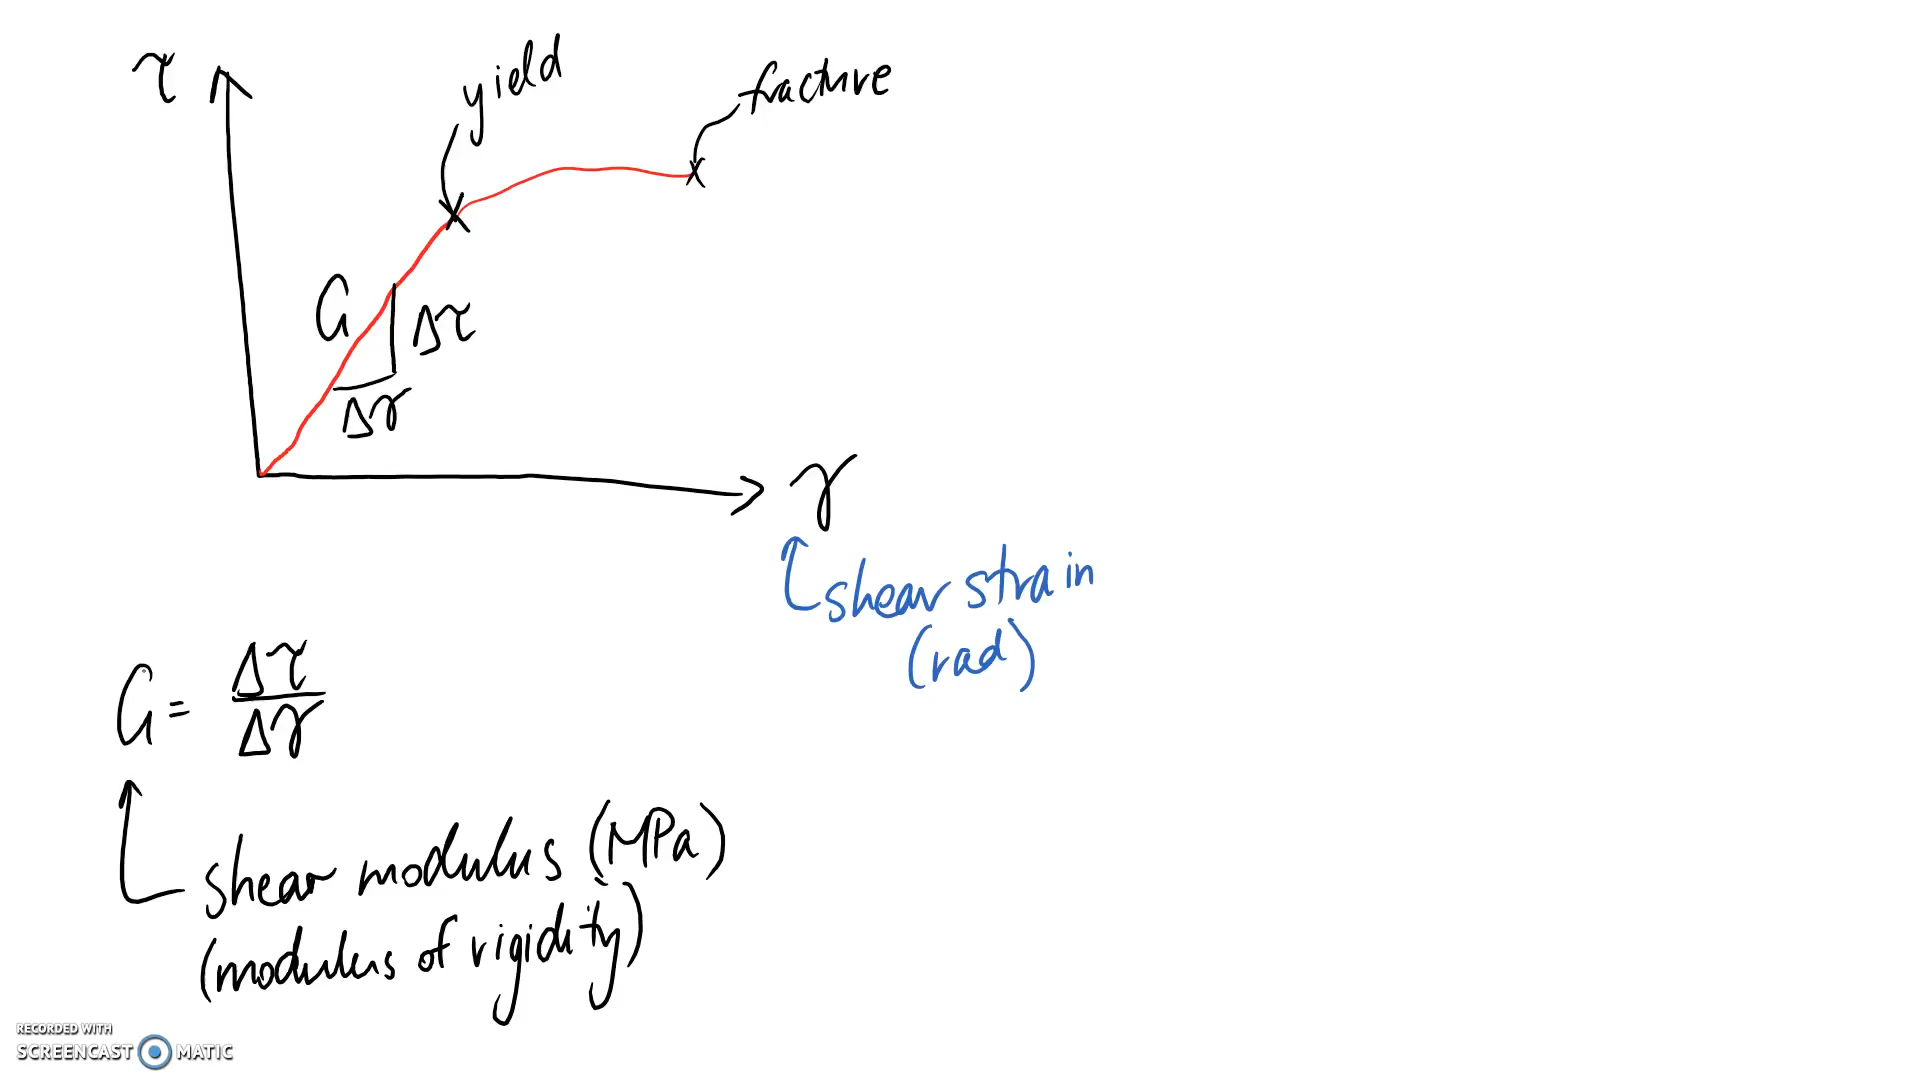 τ
yield
fracture
G
Δτ
Δγ
γ
shear strain
(rad)
G = Δτ / Δγ
shear modulus (MPa)
(modulus of rigidity)
RECORDED WITH
SCREENCAST MATIC